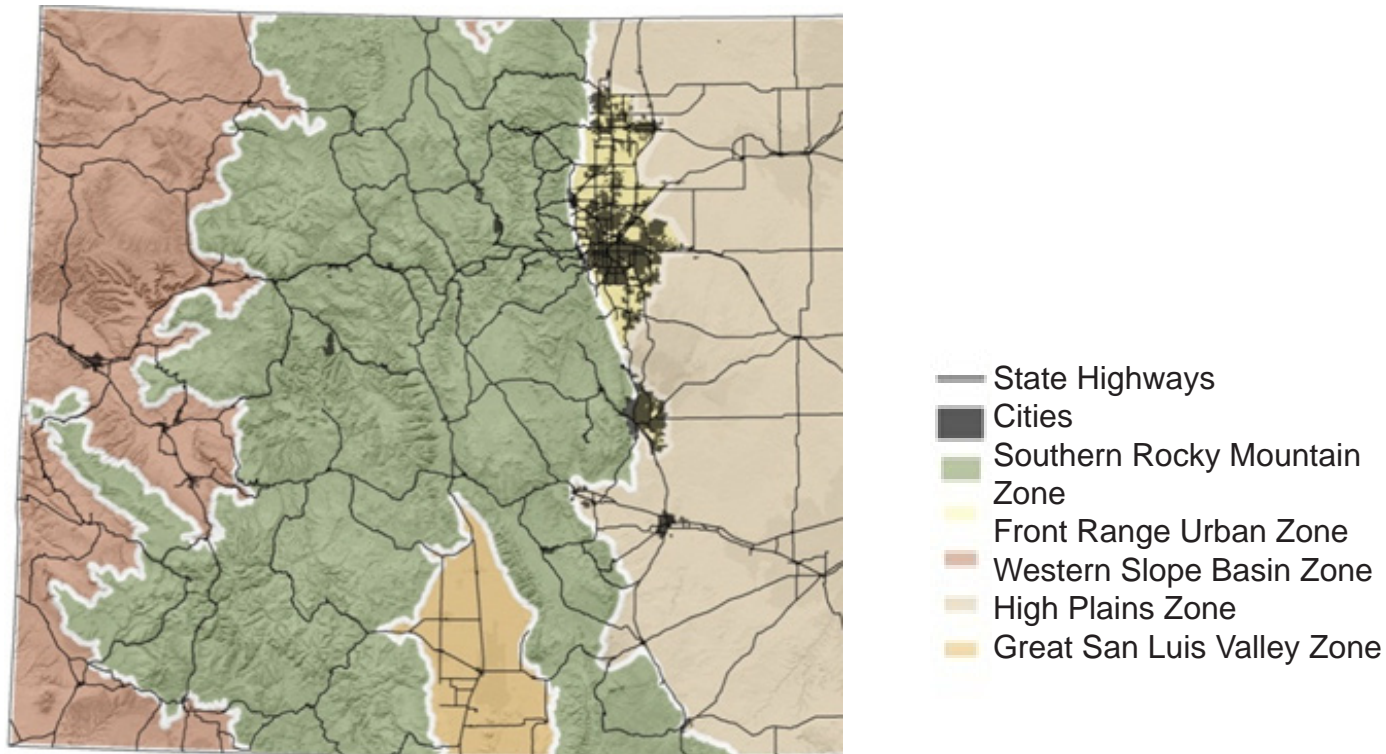 State Highways
Cities
Southern Rocky Mountain
Zone
Front Range Urban Zone
Western Slope Basin Zone
High Plains Zone
Great San Luis Valley Zone